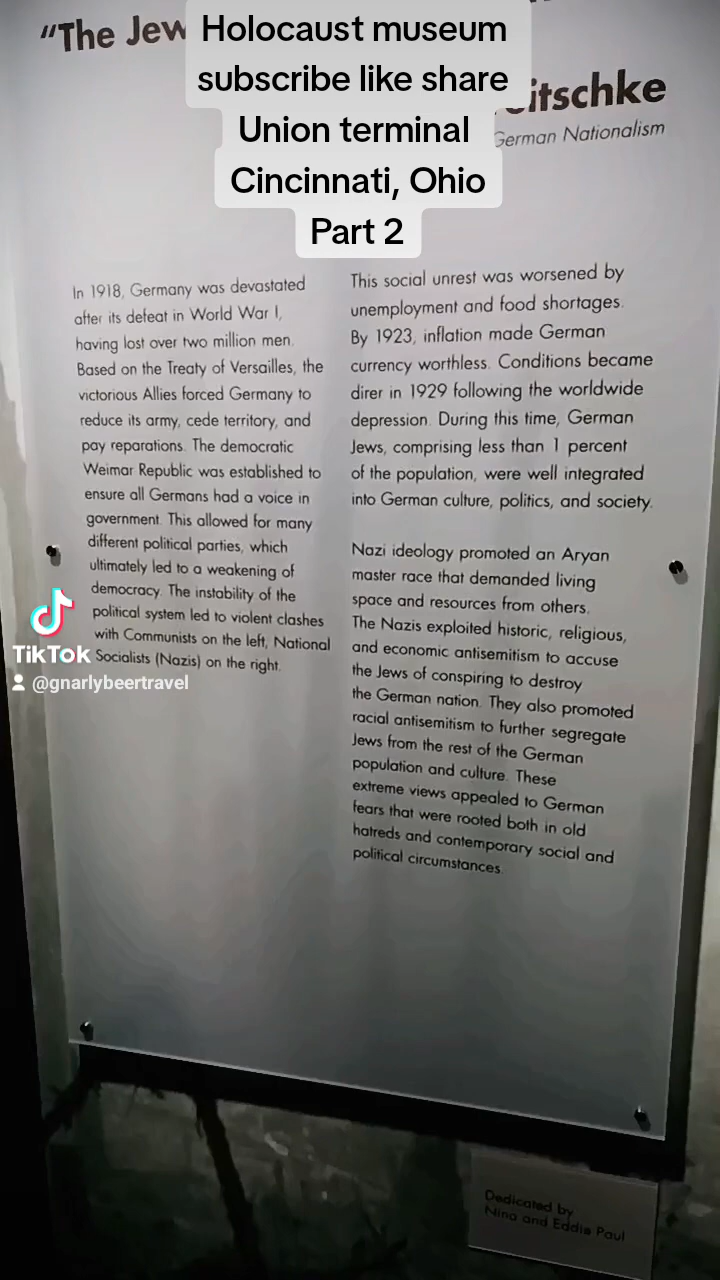 "The Jew
Holocaust museum
subscribe like share
Union terminal
Cincinnati, Ohio
Part 2
itschke
German Nationalism
In 1918, Germany was devastated
after its defeat in World War I,
having lost over two million men.
Based on the Treaty of Versailles, the
victorious Allies forced Germany to
reduce its army, cede territory, and
pay reparations. The democratic
Weimar Republic was established to
ensure all Germans had a voice in
government. This allowed for many
different political parties, which
ultimately led to a weakening of
democracy. The instability of the
political system led to violent clashes
with Communists on the left, National
Socialists (Nazis) on the right.
This social unrest was worsened by
unemployment and food shortages.
By 1923, inflation made German
currency worthless. Conditions became
direr in 1929 following the worldwide
depression. During this time, German
Jews, comprising less than 1 percent
of the population, were well integrated
into German culture, politics, and society.
Nazi ideology promoted an Aryan
master race that demanded living
space and resources from others.
The Nazis exploited historic, religious,
and economic antisemitism to accuse
the Jews of conspiring to destroy
the German nation. They also promoted
racial antisemitism to further segregate
Jews from the rest of the German
population and culture. These
extreme views appealed to German
fears that were rooted both in old
hatreds and contemporary social and
political circumstances.
TikTok
@gnarlybeertravel
Dedicated by
Nina and Eddie Paul